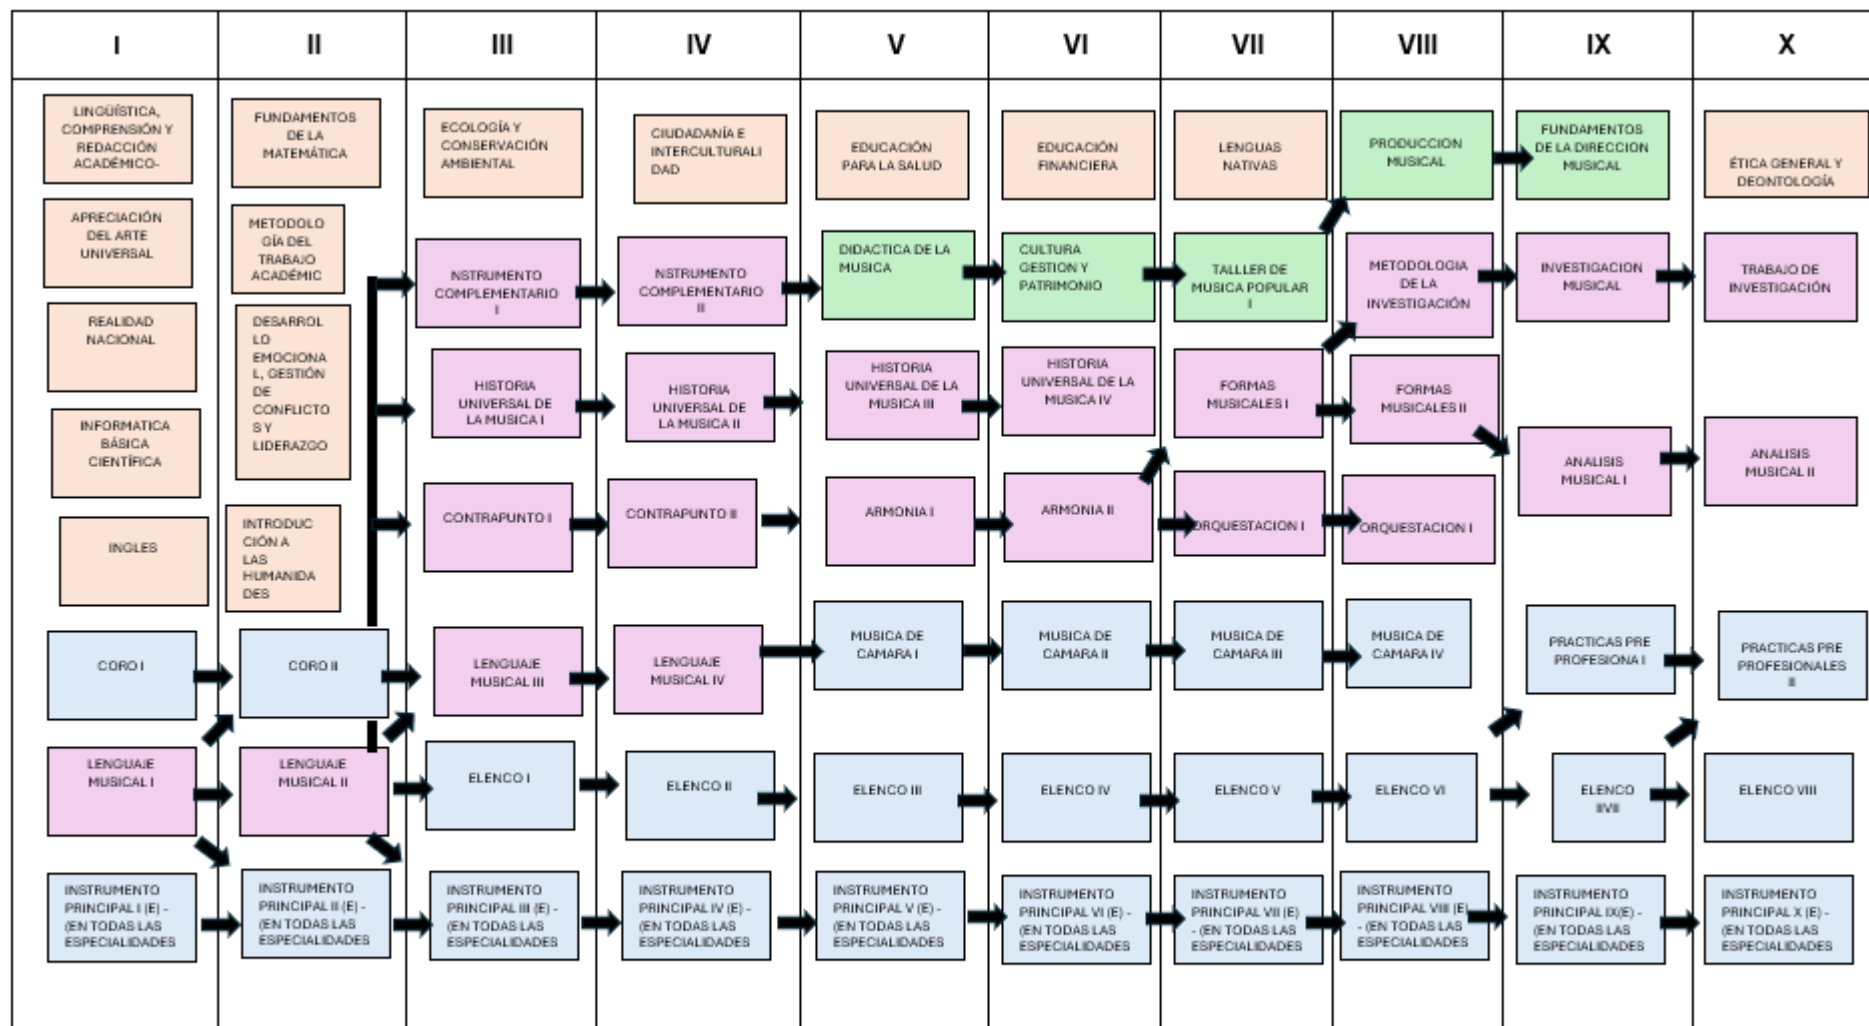 I
II
III
IV
V
VI
VII
VIII
IX
X
LINGÜÍSTICA,
COMPRENSIÓN Y
REDACCIÓN
ACADÉMICO-
APRECIACIÓN
DEL ARTE
UNIVERSAL
REALIDAD
NACIONAL
INFORMATICA
BÁSICA
CIENTÍFICA
INGLES
CORO I
LENGUAJE
MUSICAL I
INSTRUMENTO
PRINCIPAL I (E) -
(EN TODAS LAS
ESPECIALIDADES
FUNDAMENTOS
DE LA
MATEMÁTICA
METODOLO
GÍA DEL
TRABAJO
ACADÉMIC
DESARROL
LO
EMOCIONA
L, GESTIÓN
DE
CONFLICTO
S Y
LIDERAZGO
INTRODUC
CIÓN A
LAS
HUMANIDA
DES
CORO II
LENGUAJE
MUSICAL II
INSTRUMENTO
PRINCIPAL II (E) -
(EN TODAS LAS
ESPECIALIDADES
ECOLOGÍA Y
CONSERVACIÓN
AMBIENTAL
NSTRUMENTO
COMPLEMENTARIO
I
HISTORIA
UNIVERSAL DE
LA MUSICA I
CONTRAPUNTO I
LENGUAJE
MUSICAL III
ELENCO I
INSTRUMENTO
PRINCIPAL III (E) -
(EN TODAS LAS
ESPECIALIDADES
CIUDADANÍA E
INTERCULTURALI
DAD
NSTRUMENTO
COMPLEMENTARIO
II
HISTORIA
UNIVERSAL DE
LA MUSICA II
CONTRAPUNTO II
LENGUAJE
MUSICAL IV
ELENCO II
INSTRUMENTO
PRINCIPAL IV (E) -
(EN TODAS LAS
ESPECIALIDADES
EDUCACIÓN
PARA LA SALUD
DIDACTICA DE LA
MUSICA
HISTORIA
UNIVERSAL DE LA
MUSICA III
ARMONIA I
MUSICA DE
CAMARA I
ELENCO III
INSTRUMENTO
PRINCIPAL V (E) -
(EN TODAS LAS
ESPECIALIDADES
EDUCACIÓN
FINANCIERA
CULTURA
GESTION Y
PATRIMONIO
HISTORIA
UNIVERSAL DE LA
MUSICA IV
ARMONIA II
MUSICA DE
CAMARA II
ELENCO IV
INSTRUMENTO
PRINCIPAL VI (E) -
(EN TODAS LAS
ESPECIALIDADES
LENGUAS
NATIVAS
TALLLER DE
MUSICA POPULAR
I
FORMAS
MUSICALES I
ORQUESTACION I
MUSICA DE
CAMARA III
ELENCO V
INSTRUMENTO
PRINCIPAL VII (E)
- (EN TODAS LAS
ESPECIALIDADES
PRODUCCION
MUSICAL
METODOLOGIA
DE LA
INVESTIGACIÓN
FORMAS
MUSICALES II
ORQUESTACION I
MUSICA DE
CAMARA IV
ELENCO VI
INSTRUMENTO
PRINCIPAL VIII (E)
- (EN TODAS LAS
ESPECIALIDADES
FUNDAMENTOS
DE LA DIRECCION
MUSICAL
INVESTIGACION
MUSICAL
ANALISIS
MUSICAL I
PRACTICAS PRE
PROFESIONA I
ELENCO
INSTRUMENTO
PRINCIPAL IX(E) -
(EN TODAS LAS
ESPECIALIDADES
ÉTICA GENERAL Y
DEONTOLOGÍA
TRABAJO DE
INVESTIGACIÓN
ANALISIS
MUSICAL II
PRACTICAS PRE
PROFESIONALES
II
ELENCO VIII
INSTRUMENTO
PRINCIPAL X (E) -
(EN TODAS LAS
ESPECIALIDADES